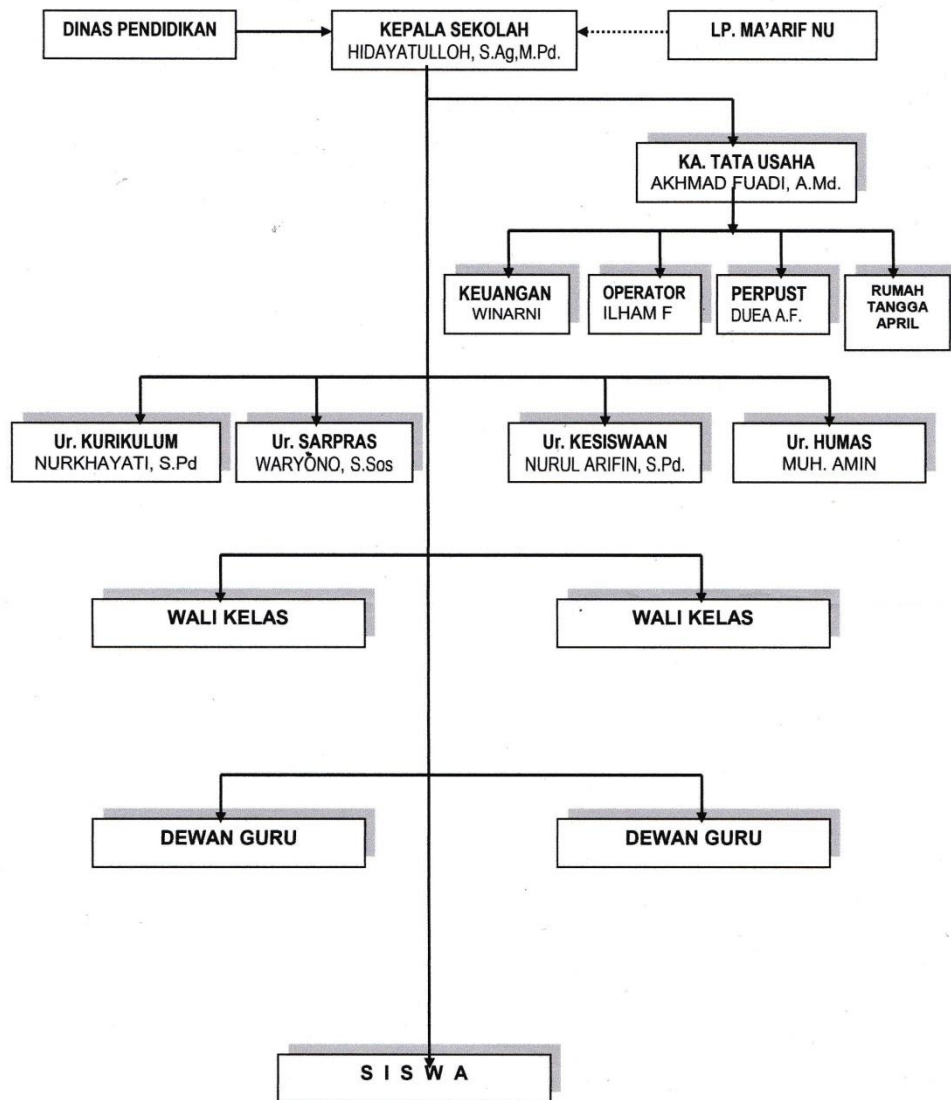 DINAS PENDIDIKAN
KEPALA SEKOLAH
HIDAYATULLOH, S.Ag,M.Pd.
LP. MA'ARIF NU
KA. TATA USAHA
AKHMAD FUADI, A.Md.
KEUANGAN
WINARNI
OPERATOR
ILHAM F
PERPUST
DUEA A.F.
RUMAH
TANGGA
APRIL
Ur. KURIKULUM
NURKHAYATI, S.Pd
Ur. SARPRAS
WARYONO, S.Sos
Ur. KESISWAAN
NURUL ARIFIN, S.Pd.
Ur. HUMAS
MUH. AMIN
WALI KELAS
WALI KELAS
DEWAN GURU
DEWAN GURU
S I S W A